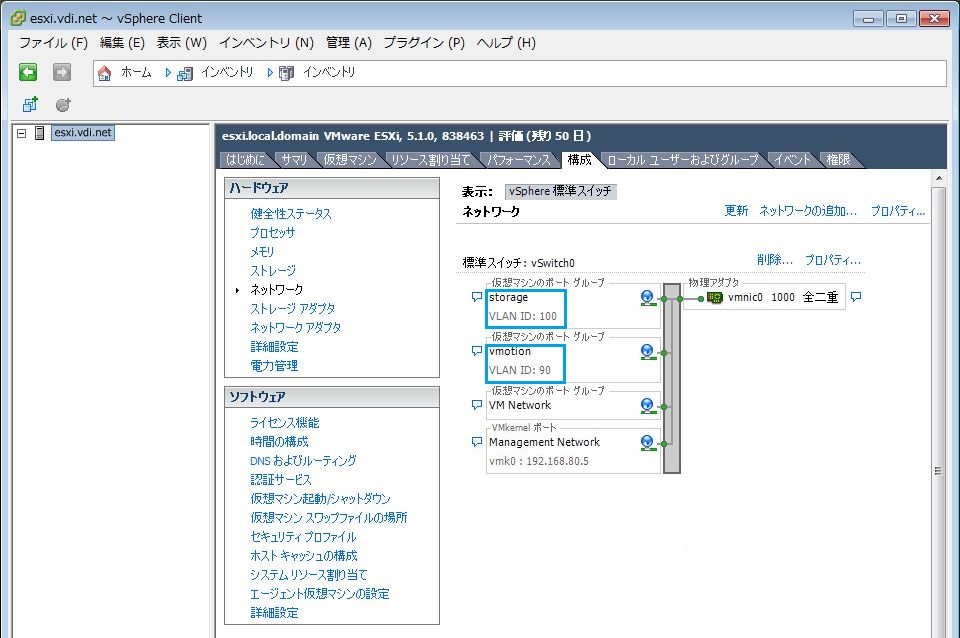 esxi.vdi.net ～ vSphere Client
ファイル (F) 編集 (E) 表示 (W) インベントリ (N) 管理 (A) プラグイン (P) ヘルプ (H)
ホーム インベントリ インベントリ
esxi.vdi.net
esxi.local.domain VMware ESXi, 5.1.0, 838463 | 評価 (残り 50 日)
はじめに サマリ 仮想マシン リソース割り当て パフォーマンス 構成 ローカル ユーザーおよびグループ イベント 権限
ハードウェア
健全性ステータス
プロセッサ
メモリ
ストレージ
ネットワーク
ストレージ アダプタ
ネットワーク アダプタ
詳細設定
電力管理
ソフトウェア
ライセンス機能
時間の構成
DNS およびルーティング
認証サービス
仮想マシン起動/シャットダウン
仮想マシン スワップファイルの場所
セキュリティ プロファイル
ホスト キャッシュの構成
システム リソース割り当て
エージェント仮想マシンの設定
詳細設定
表示: vSphere 標準スイッチ
ネットワーク
更新 ネットワークの追加... プロパティ...
標準スイッチ: vSwitch0
削除... プロパティ...
仮想マシンのポート グループ
storage
VLAN ID: 100
物理アダプタ
vmnic0 1000 全二重
仮想マシンのポート グループ
vmotion
VLAN ID: 90
仮想マシンのポート グループ
VM Network
VMkernel ポート
Management Network
vmk0 : 192.168.80.5